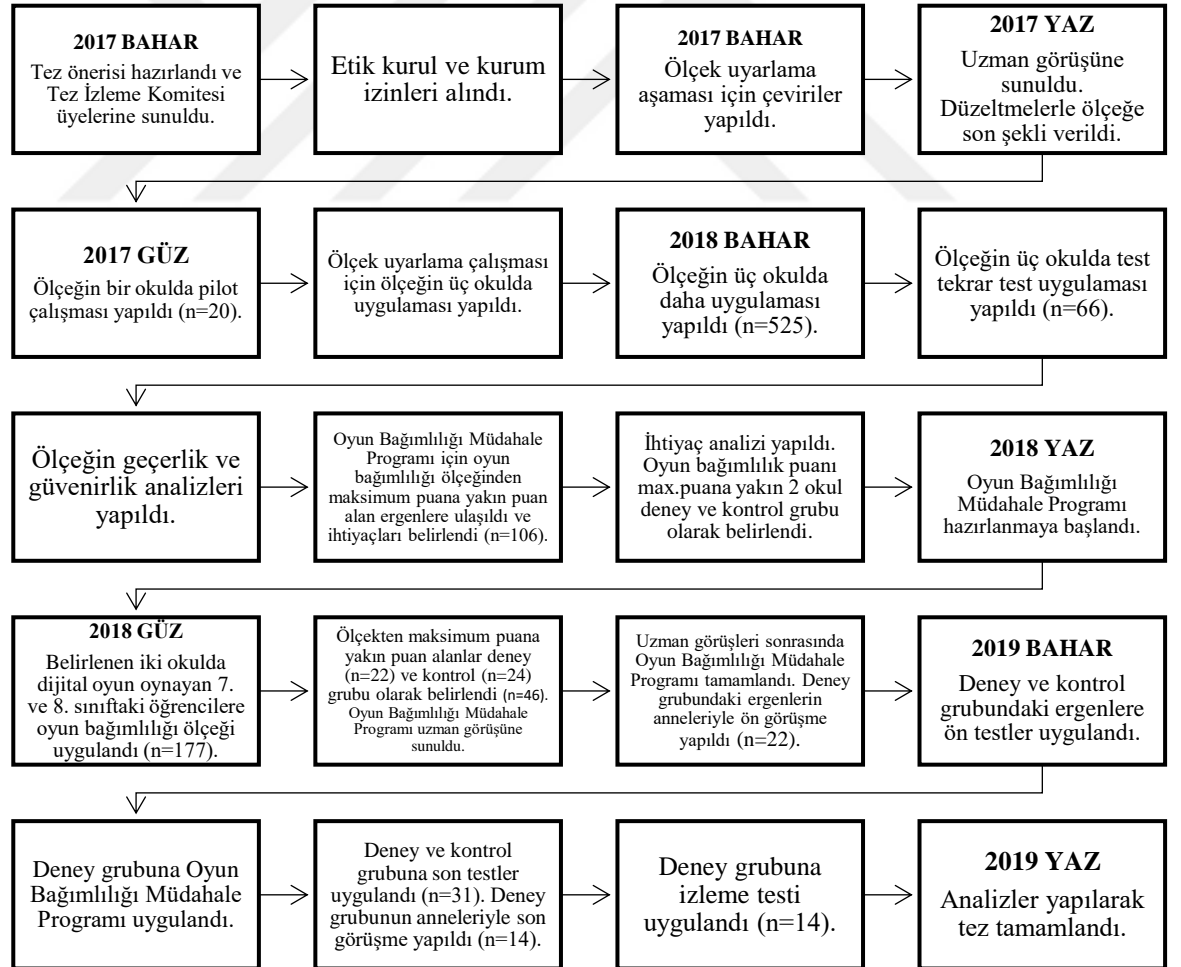 2017 BAHAR
Tez önerisi hazırlandı ve
Tez İzleme Komitesi
üyelerine sunuldu.
Etik kurul ve kurum
izinleri alındı.
2017 BAHAR
Ölçek uyarlama
aşaması için çeviriler
yapıldı.
2017 YAZ
Uzman görüşüne
sunuldu.
Düzeltmelerle ölçeğe
son şekli verildi.
2017 GÜZ
Ölçeğin bir okulda pilot
çalışması yapıldı (n=20).
Ölçek uyarlama çalışması
için ölçeğin üç okulda
uygulaması yapıldı.
2018 BAHAR
Ölçeğin üç okulda
daha uygulaması
yapıldı (n=525).
Ölçeğin üç okulda test
tekrar test uygulaması
yapıldı (n=66).
Ölçeğin geçerlik ve
güvenirlik analizleri
yapıldı.
Oyun Bağımlılığı Müdahale
Programı için oyun
bağımlılığı ölçeğinden
maksimum puana yakın puan
alan ergenlere ulaşıldı ve
ihtiyaçları belirlendi (n=106).
İhtiyaç analizi yapıldı.
Oyun bağımlılık puanı
max.puana yakın 2 okul
deney ve kontrol grubu
olarak belirlendi.
2018 YAZ
Oyun Bağımlılığı
Müdahale Programı
hazırlanmaya başlandı.
2018 GÜZ
Belirlenen iki okulda
dijital oyun oynayan 7.
ve 8. sınıftaki öğrencilere
oyun bağımlılığı ölçeği
uygulandı (n=177).
Ölçekten maksimum puana
yakın puan alanlar deney
(n=22) ve kontrol (n=24)
grubu olarak belirlendi (n=46).
Oyun Bağımlılığı Müdahale
Programı uzman görüşüne
sunuldu.
Uzman görüşleri sonrasında
Oyun Bağımlılığı Müdahale
Programı tamamlandı. Deney
grubundaki ergenlerin
anneleriyle ön görüşme
yapıldı (n=22).
2019 BAHAR
Deney ve kontrol
grubundaki ergenlere
ön testler uygulandı.
Deney grubuna Oyun
Bağımlılığı Müdahale
Programı uygulandı.
Deney ve kontrol
grubuna son testler
uygulandı (n=31). Deney
grubunun anneleriyle son
görüşme yapıldı (n=14).
Deney grubuna
izleme testi
uygulandı (n=14).
2019 YAZ
Analizler yapılarak
tez tamamlandı.